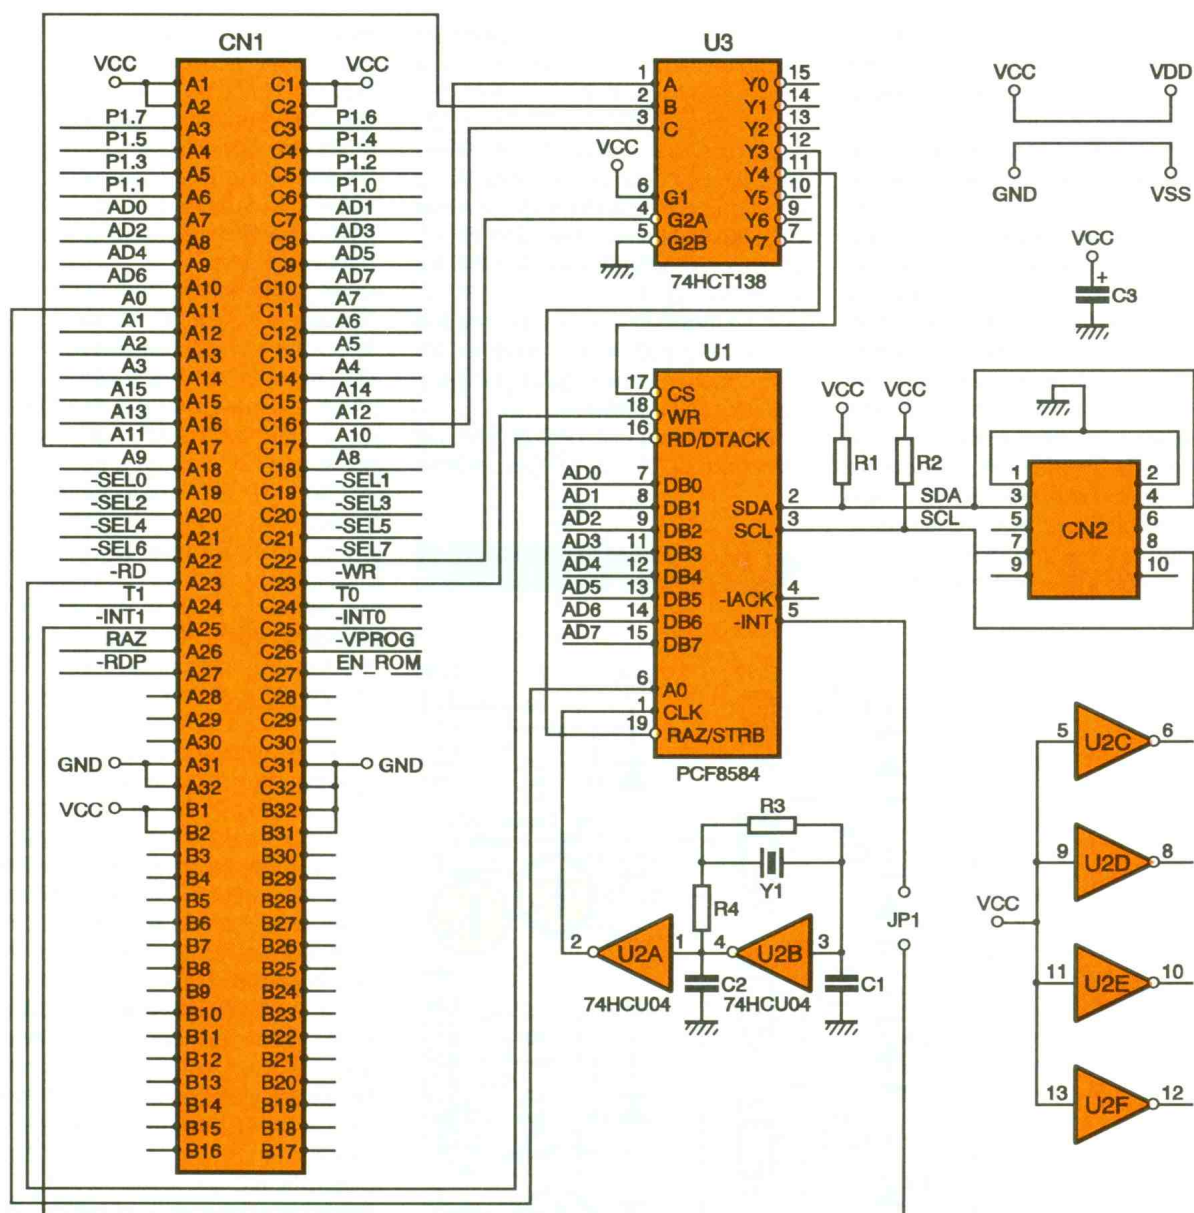 CN1
VCC
VCC
A1 C1
A2 C2
P1.7 A3 C3 P1.6
P1.5 A4 C4 P1.4
P1.3 A5 C5 P1.2
P1.1 A6 C6 P1.0
AD0 A7 C7 AD1
AD2 A8 C8 AD3
AD4 A9 C9 AD5
AD6 A10 C10 AD7
A0 A11 C11 A7
A1 A12 C12 A6
A2 A13 C13 A5
A3 A14 C14 A4
A15 A15 C15 A14
A13 A16 C16 A12
A11 A17 C17 A10
A9 A18 C18 A8
-SEL0 A19 C19 -SEL1
-SEL2 A20 C20 -SEL3
-SEL4 A21 C21 -SEL5
-SEL6 A22 C22 -SEL7
-RD A23 C23 -WR
T1 A24 C24 T0
-INT1 A25 C25 -INT0
RAZ A26 C26 -VPROG
-RDP A27 C27 EN_ROM
A28 C28
A29 C29
A30 C30
GND A31 C31 GND
A32 C32
VCC B1 B32
B2 B31
B3 B30
B4 B29
B5 B28
B6 B27
B7 B26
B8 B25
B9 B24
B10 B23
B11 B22
B12 B21
B13 B20
B14 B19
B15 B18
B16 B17
U3
1 A Y0 15
2 B Y1 14
3 C Y2 13
Y3 12
VCC
Y4 11
6 G1 Y5 10
4 G2A Y6 9
5 G2B Y7 7
74HCT138
U1
17 CS
18 WR
16 RD/DTACK
AD0 7 DB0
AD1 8 DB1 SDA 2
AD2 9 DB2 SCL 3
AD3 11 DB3
AD4 12 DB4
AD5 13 DB5 -IACK 4
AD6 14 DB6 -INT 5
AD7 15 DB7
6 A0
1 CLK
19 RAZ/STRB
PCF8584
VCC VDD
GND VSS
VCC
+
C3
VCC VCC
R1 R2
SDA
SCL
1 2
3 4
5 6
7 8
9 10
CN2
R3
Y1
R4
2 U2A 1 4 U2B 3
C2 C1
74HCU04 74HCU04
JP1
5 U2C 6
9 U2D 8
VCC
11 U2E 10
13 U2F 12